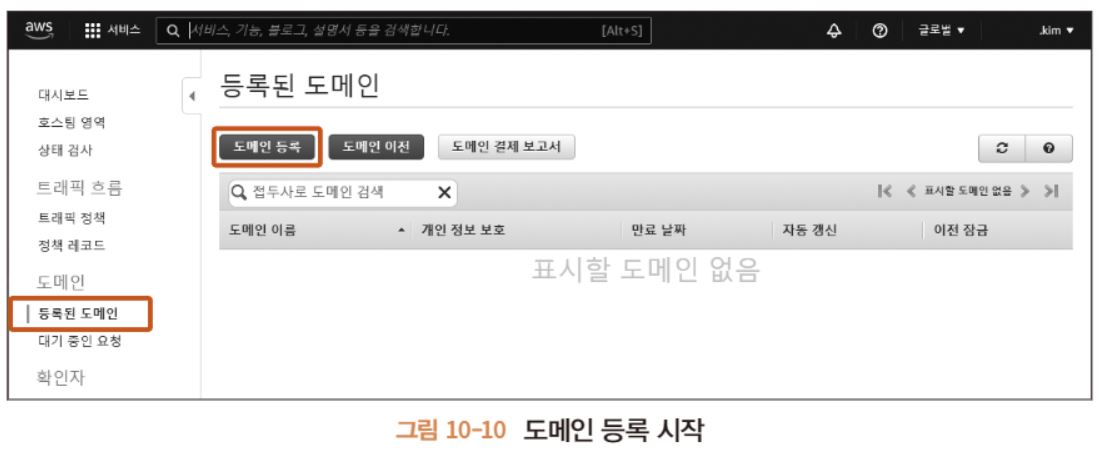 aws 서비스 서비스, 기능, 블로그, 설명서 등을 검색합니다. [Alt+S] 글로벌 .kim
대시보드
호스팅 영역
상태 검사
트래픽 흐름
트래픽 정책
정책 레코드
도메인
등록된 도메인
대기 중인 요청
확인자
등록된 도메인
도메인 등록 도메인 이전 도메인 결제 보고서
접두사로 도메인 검색 표시할 도메인 없음
도메인 이름 개인 정보 보호 만료 날짜 자동 갱신 이전 잠금
표시할 도메인 없음
그림 10-10 도메인 등록 시작